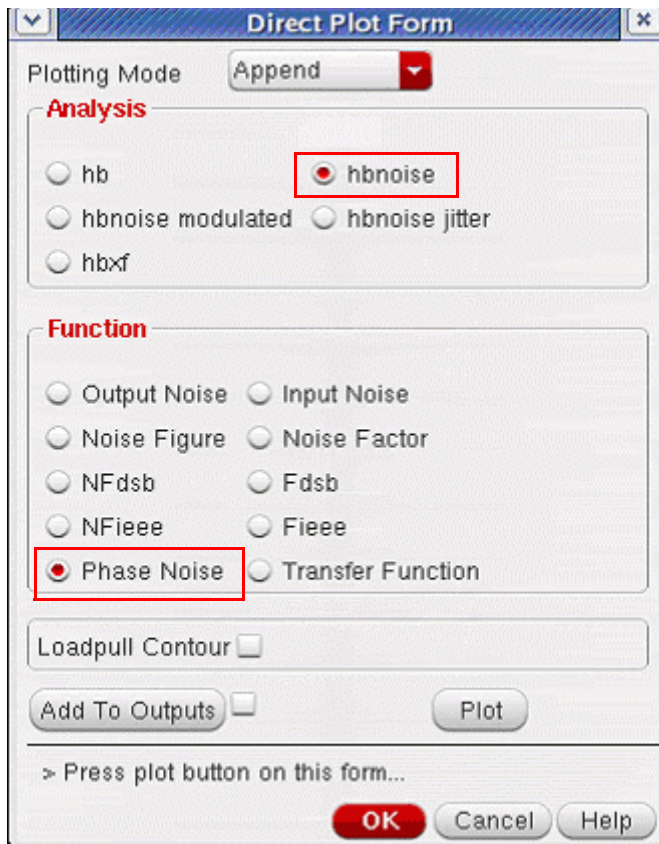 Direct Plot Form
Plotting Mode Append
Analysis
hb hbnoise
hbnoise modulated hbnoise jitter
hbxf
Function
Output Noise Input Noise
Noise Figure Noise Factor
NFdsb Fdsb
NFieee Fieee
Phase Noise Transfer Function
Loadpull Contour
Add To Outputs Plot
> Press plot button on this form...
OK Cancel Help